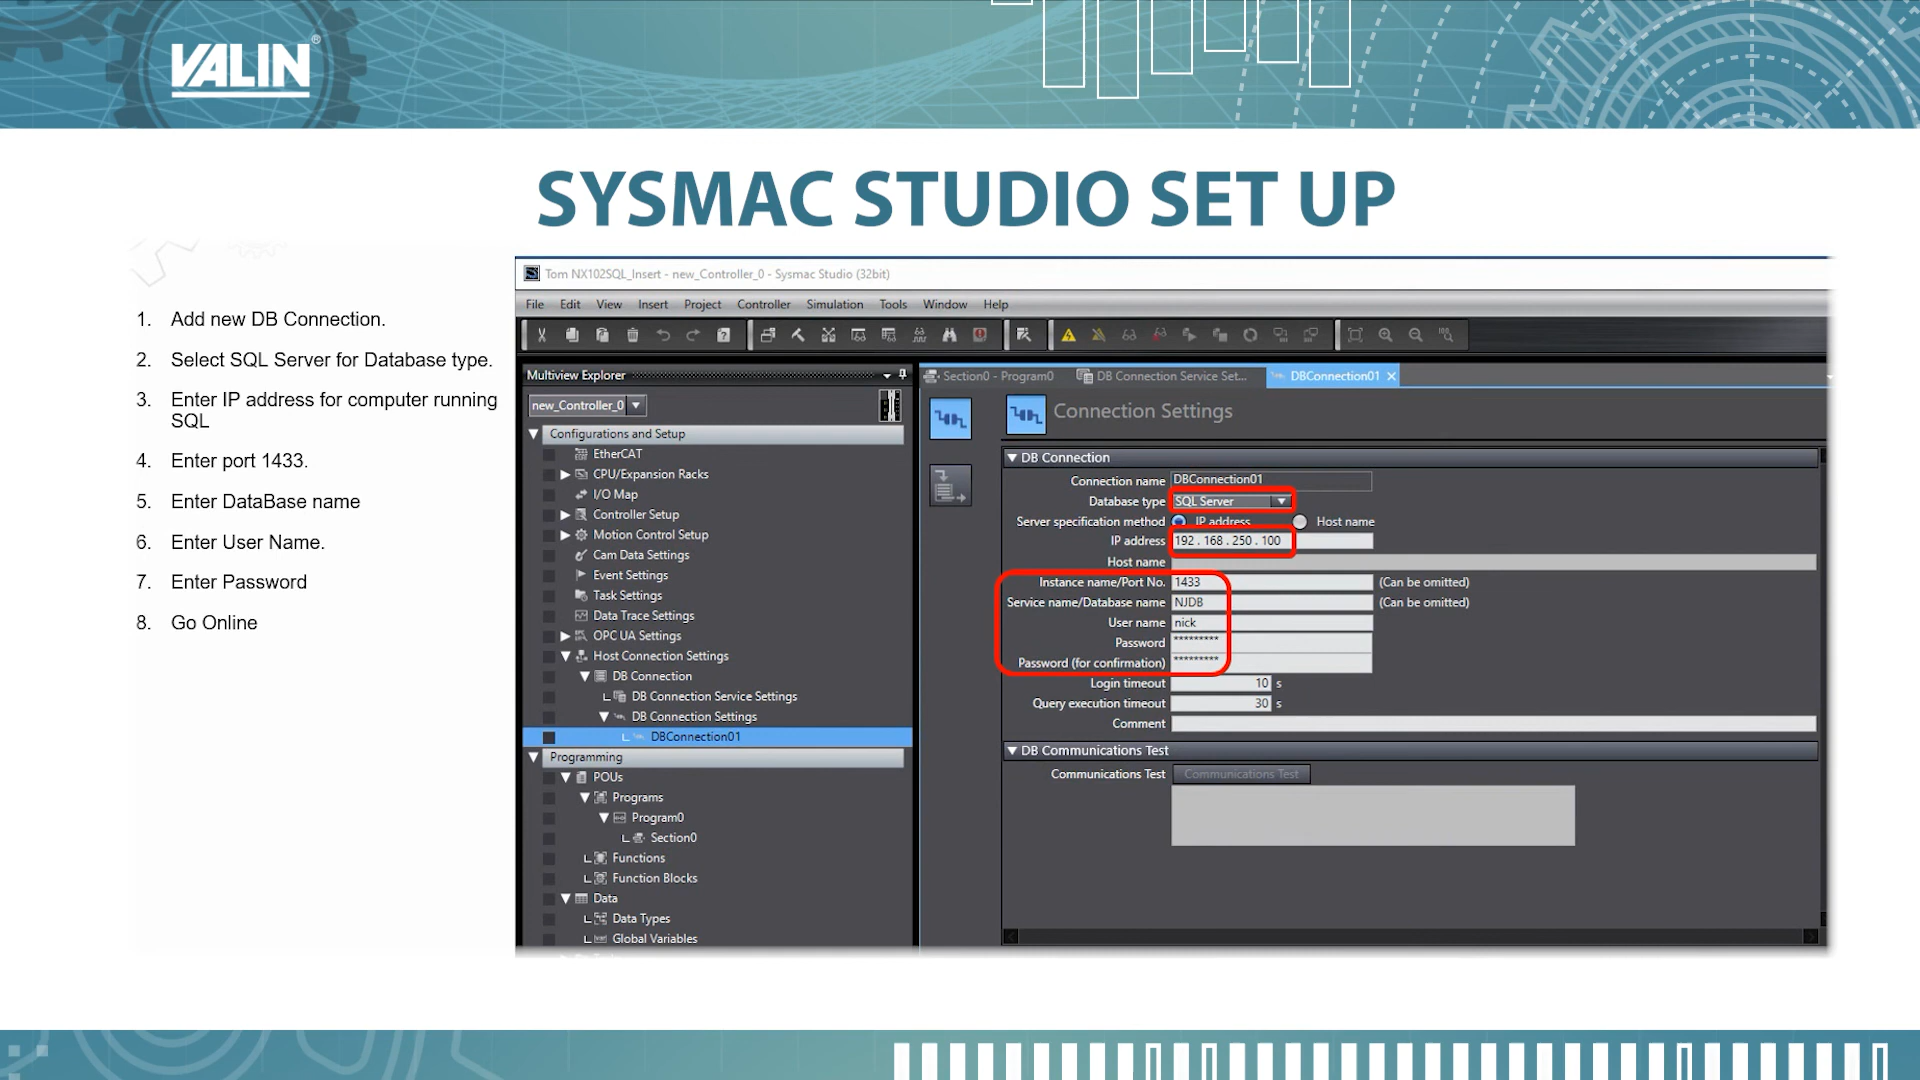 VALIN®
SYSMAC STUDIO SET UP
1. Add new DB Connection.
2. Select SQL Server for Database type.
3. Enter IP address for computer running
SQL
4. Enter port 1433.
5. Enter DataBase name
6. Enter User Name.
7. Enter Password
8. Go Online
Tom NX102SQL_Insert - new_Controller_0 - Sysmac Studio (32bit)
File Edit View Insert Project Controller Simulation Tools Window Help
Multiview Explorer
new_Controller_0
Configurations and Setup
EtherCAT
CPU/Expansion Racks
I/O Map
Controller Setup
Motion Control Setup
Cam Data Settings
Event Settings
Task Settings
Data Trace Settings
OPC UA Settings
Host Connection Settings
DB Connection
DB Connection Service Settings
DB Connection Settings
DBConnection01
Programming
POUs
Programs
Program0
Section0
Functions
Function Blocks
Data
Data Types
Global Variables
Section0 - Program0 DB Connection Service Set... DBConnection01
Connection Settings
DB Connection
Connection name DBConnection01
Database type SQL Server
Server specification method IP address Host name
IP address 192 . 168 . 250 . 100
Host name
Instance name/Port No. 1433 (Can be omitted)
Service name/Database name NJDB (Can be omitted)
User name nick
Password *********
Password (for confirmation) *********
Login timeout 10 s
Query execution timeout 30 s
Comment
DB Communications Test
Communications Test Communications Test